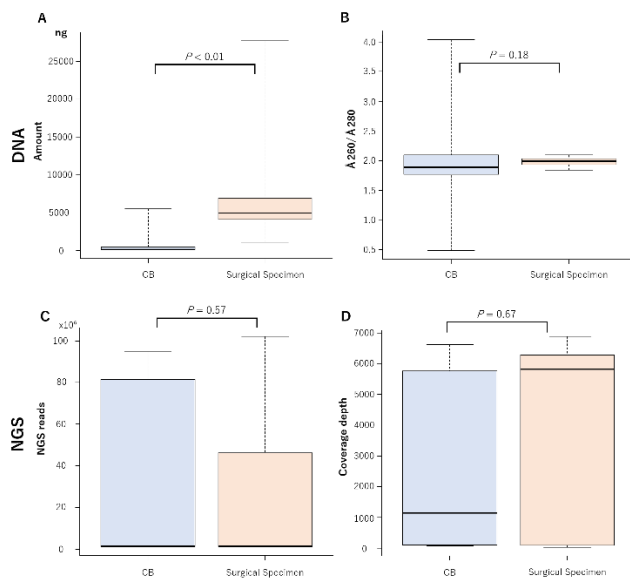 A
ng
P < 0.01
25000
20000
15000
10000
5000
0
DNA
Amount
CB
Surgical Specimen
B
P = 0.18
4.0
3.5
3.0
2.5
2.0
1.5
1.0
0.5
A260/A280
CB
Surgical Specimen
C
x10⁶
P = 0.57
100
80
60
40
20
0
NGS
NGS reads
CB
Surgical Specimen
D
P = 0.67
7000
6000
5000
4000
3000
2000
1000
0
Coverage depth
CB
Surgical Specimen